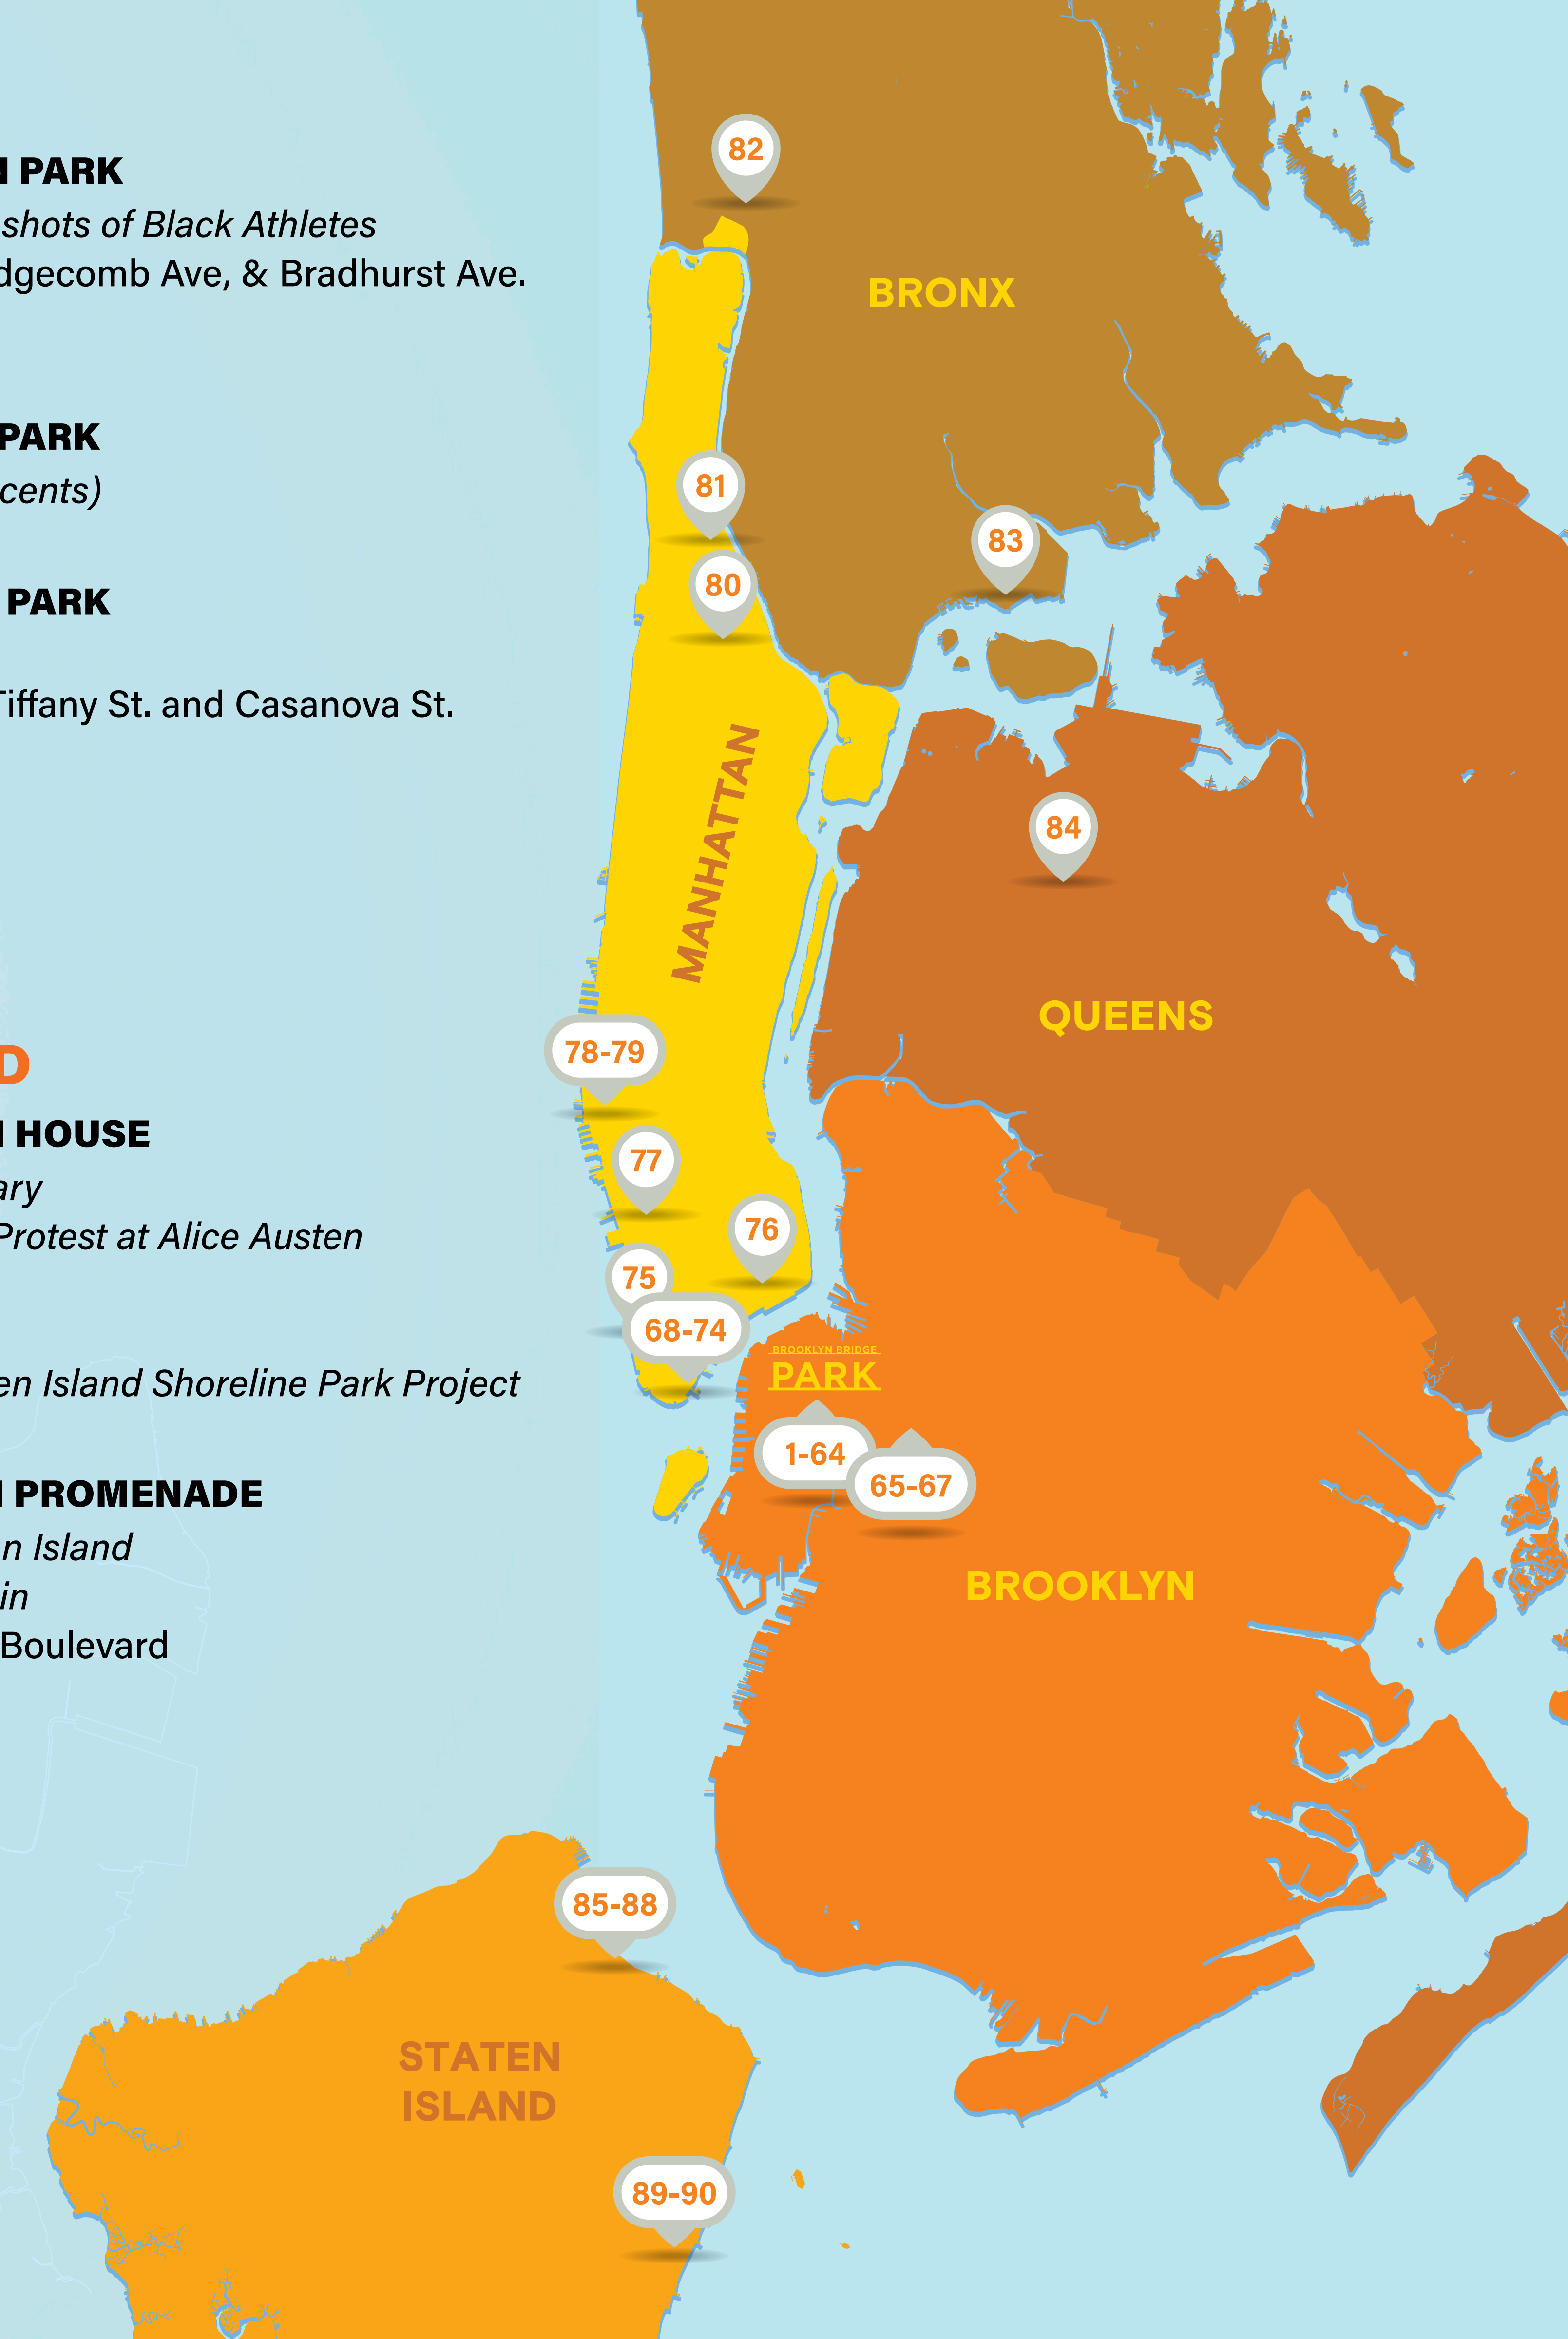 N PARK
shots of Black Athletes
dgecomb Ave, & Bradhurst Ave.
PARK
cents)
PARK
Tiffany St. and Casanova St.
D
HOUSE
ary
Protest at Alice Austen
en Island Shoreline Park Project
PROMENADE
n Island
in
Boulevard
82
BRONX
81
83
80
MANHATTAN
84
QUEENS
78-79
77
76
75
68-74
BROOKLYN BRIDGE
PARK
1-64
65-67
BROOKLYN
85-88
STATEN
ISLAND
89-90